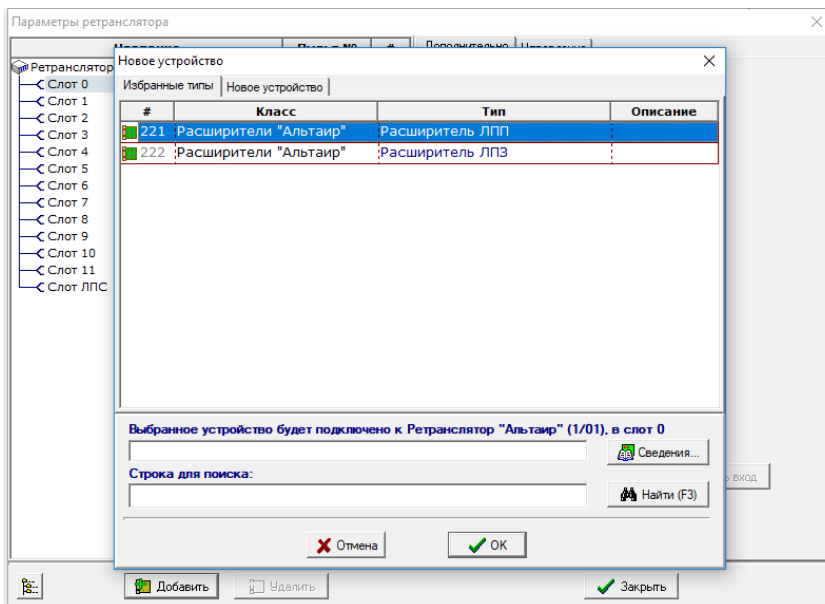 Параметры ретранслятора
Дополнительно
Ретранслятор
Слот 0
Слот 1
Слот 2
Слот 3
Слот 4
Слот 5
Слот 6
Слот 7
Слот 8
Слот 9
Слот 10
Слот 11
Слот ЛПС
Новое устройство
Избранные типы Новое устройство
# Класс Тип Описание
221 Расширители "Альтаир" Расширитель ЛПП
222 Расширители "Альтаир" Расширитель ЛПЗ
Выбранное устройство будет подключено к Ретранслятор "Альтаир" (1/01), в слот 0
Сведения...
Строка для поиска:
Найти (F3)
Отмена OK
вход
Добавить Удалить Закрыть